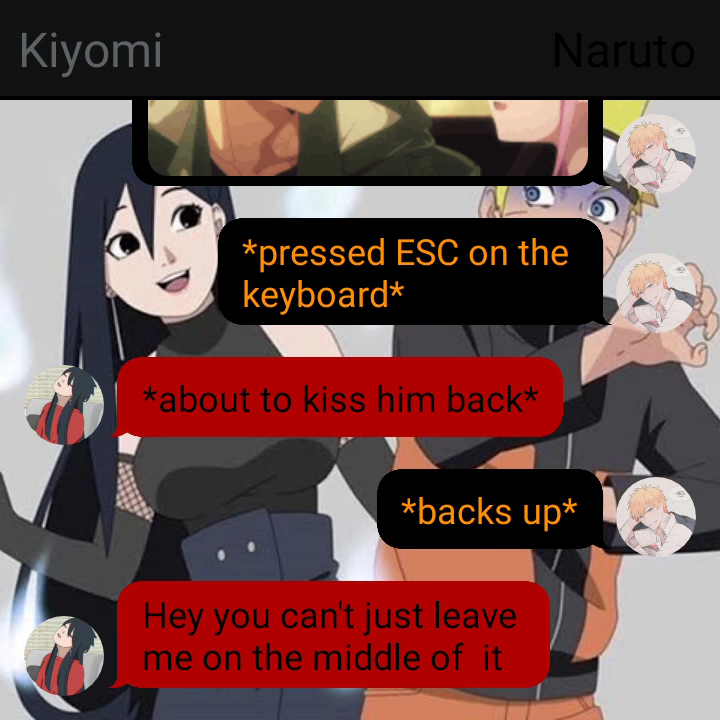 Kiyomi Naruto
*pressed ESC on the
keyboard*
*about to kiss him back*
*backs up*
Hey you can't just leave
me on the middle of  it